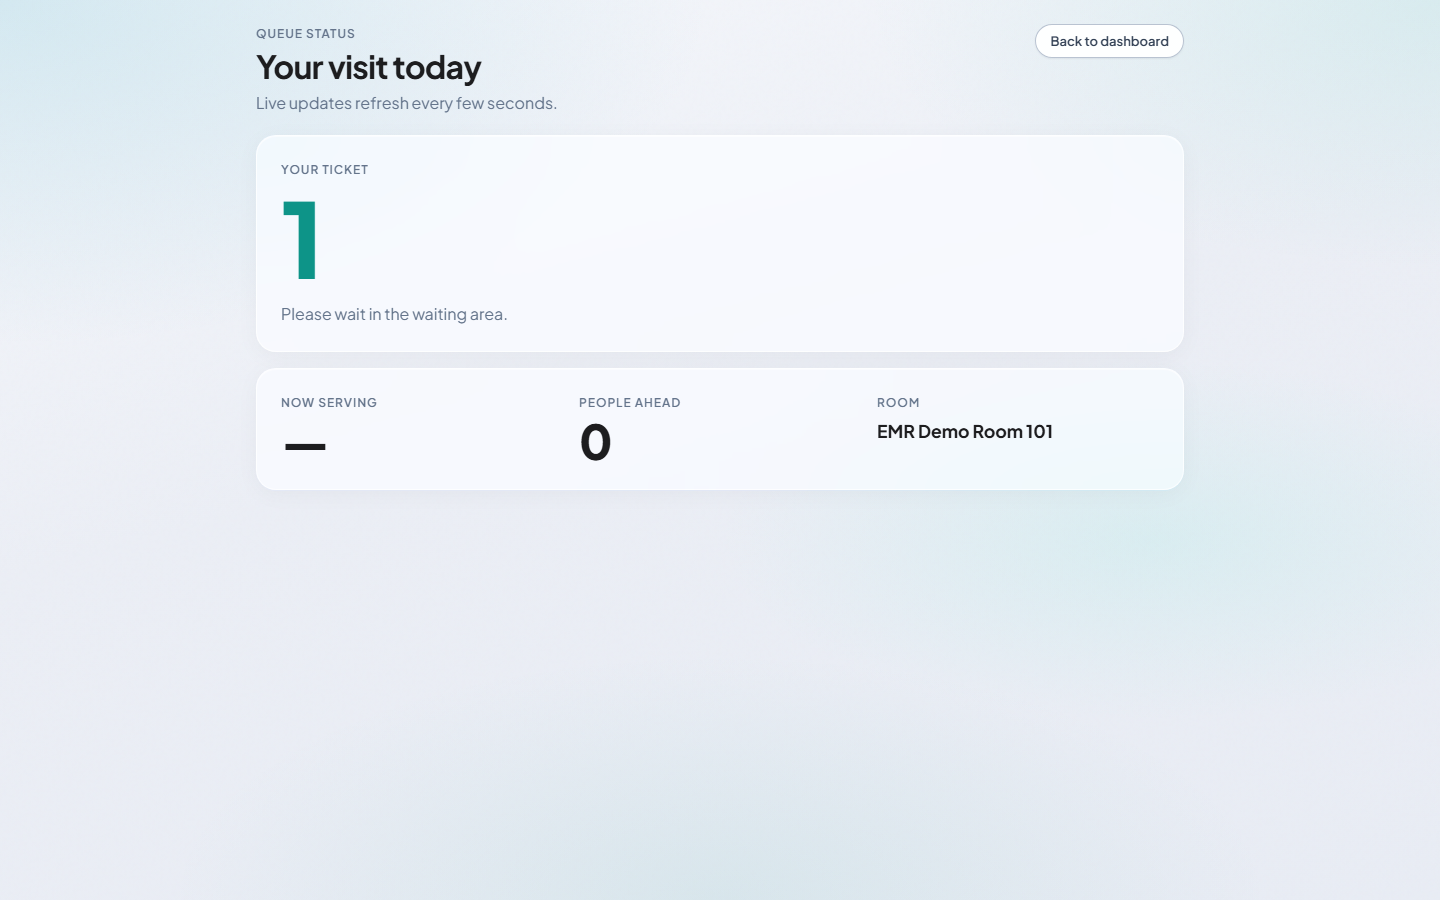 QUEUE STATUS
Your visit today
Live updates refresh every few seconds.
Back to dashboard
YOUR TICKET
1
Please wait in the waiting area.
NOW SERVING
—
PEOPLE AHEAD
0
ROOM
EMR Demo Room 101